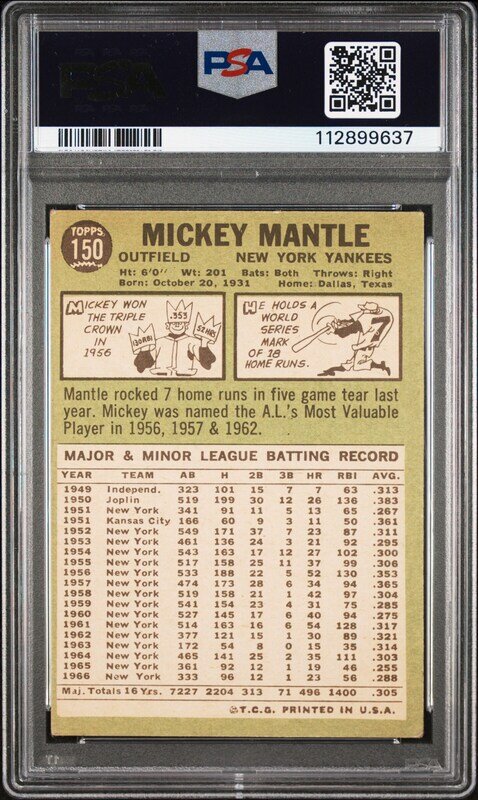 PSA
PSA
112899637
TOPPS
150
MICKEY MANTLE
OUTFIELD NEW YORK YANKEES
Ht: 6'0" Wt: 201 Bats: Both Throws: Right
Born: October 20, 1931 Home: Dallas, Texas
MICKEY WON
THE TRIPLE
CROWN
IN
1956
.353
130 RBI
52 HRS
HE HOLDS A
WORLD
SERIES
MARK
OF 18
HOME RUNS.
7
Mantle rocked 7 home runs in five game tear last
year. Mickey was named the A.L.'s Most Valuable
Player in 1956, 1957 & 1962.
MAJOR & MINOR LEAGUE BATTING RECORD
YEAR TEAM AB H 2B 3B HR RBI AVG.
1949 Independ. 323 101 15 7 7 63 .313
1950 Joplin 519 199 30 12 26 136 .383
1951 New York 341 91 11 5 13 65 .267
1951 Kansas City 166 60 9 3 11 50 .361
1952 New York 549 171 37 7 23 87 .311
1953 New York 461 136 24 3 21 92 .295
1954 New York 543 163 17 12 27 102 .300
1955 New York 517 158 25 11 37 99 .306
1956 New York 533 188 22 5 52 130 .353
1957 New York 474 173 28 6 34 94 .365
1958 New York 519 158 21 1 42 97 .304
1959 New York 541 154 23 4 31 75 .285
1960 New York 527 145 17 6 40 94 .275
1961 New York 514 163 16 6 54 128 .317
1962 New York 377 121 15 1 30 89 .321
1963 New York 172 54 8 0 15 35 .314
1964 New York 465 141 25 2 35 111 .303
1965 New York 361 92 12 1 19 46 .255
1966 New York 333 96 12 1 23 56 .288
Maj. Totals 16 Yrs. 7227 2204 313 71 496 1400 .305
©T.C.G. PRINTED IN U.S.A.
PSA